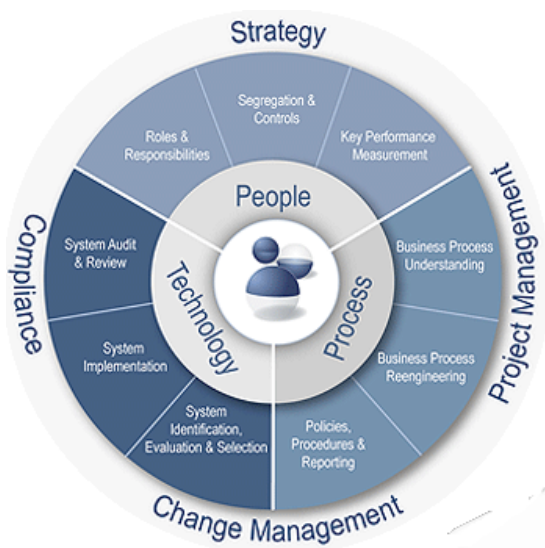 Strategy
Segregation &
Controls
Roles &
Responsibilities
Key Performance
Measurement
People
Project Management
Business Process
Understanding
Business Process
Reengineering
Policies,
Procedures &
Reporting
Process
Change Management
System
Identification,
Evaluation & Selection
System
Implementation
System Audit
& Review
Technology
Compliance